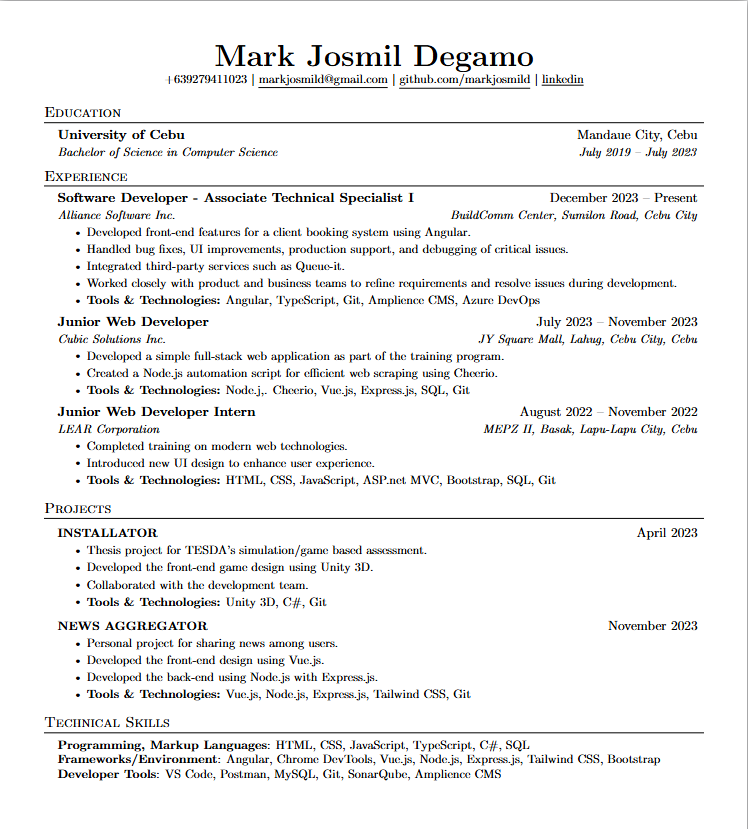 Mark Josmil Degamo
+639279411023 | markjosmild@gmail.com | github.com/markjosmild | linkedin
Education
University of Cebu Mandaue City, Cebu
Bachelor of Science in Computer Science July 2019 – July 2023
Experience
Software Developer - Associate Technical Specialist I December 2023 – Present
Alliance Software Inc. BuildComm Center, Sumilon Road, Cebu City
• Developed front-end features for a client booking system using Angular.
• Handled bug fixes, UI improvements, production support, and debugging of critical issues.
• Integrated third-party services such as Queue-it.
• Worked closely with product and business teams to refine requirements and resolve issues during development.
• Tools & Technologies: Angular, TypeScript, Git, Amplience CMS, Azure DevOps
Junior Web Developer July 2023 – November 2023
Cubic Solutions Inc. JY Square Mall, Lahug, Cebu City, Cebu
• Developed a simple full-stack web application as part of the training program.
• Created a Node.js automation script for efficient web scraping using Cheerio.
• Tools & Technologies: Node.j,. Cheerio, Vue.js, Express.js, SQL, Git
Junior Web Developer Intern August 2022 – November 2022
LEAR Corporation MEPZ II, Basak, Lapu-Lapu City, Cebu
• Completed training on modern web technologies.
• Introduced new UI design to enhance user experience.
• Tools & Technologies: HTML, CSS, JavaScript, ASP.net MVC, Bootstrap, SQL, Git
Projects
INSTALLATOR April 2023
• Thesis project for TESDA's simulation/game based assessment.
• Developed the front-end game design using Unity 3D.
• Collaborated with the development team.
• Tools & Technologies: Unity 3D, C#, Git
NEWS AGGREGATOR November 2023
• Personal project for sharing news among users.
• Developed the front-end design using Vue.js.
• Developed the back-end using Node.js with Express.js.
• Tools & Technologies: Vue.js, Node.js, Express.js, Tailwind CSS, Git
Technical Skills
Programming, Markup Languages: HTML, CSS, JavaScript, TypeScript, C#, SQL
Frameworks/Environment: Angular, Chrome DevTools, Vue.js, Node.js, Express.js, Tailwind CSS, Bootstrap
Developer Tools: VS Code, Postman, MySQL, Git, SonarQube, Amplience CMS